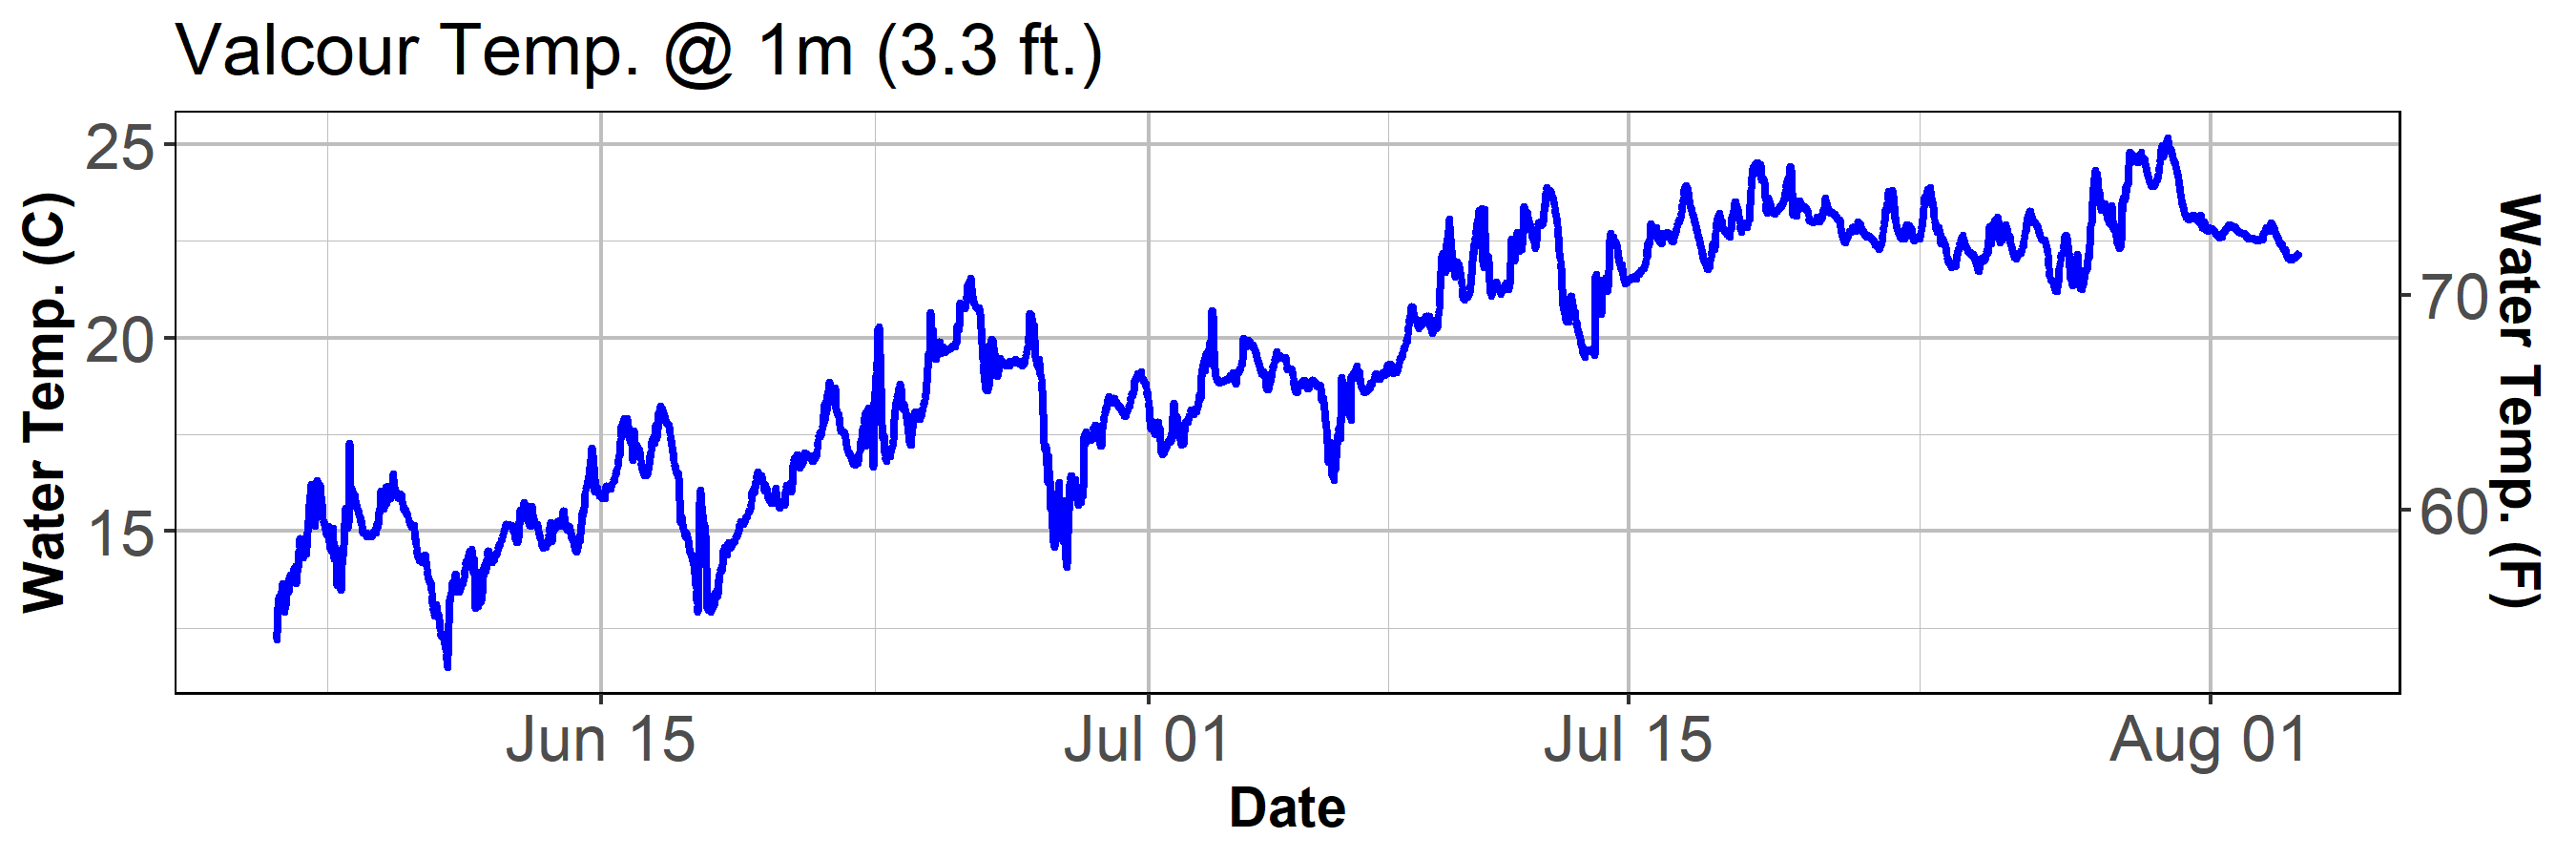 Valcour Temp. @ 1m (3.3 ft.)
Water Temp. (C)
25
20
15
70
60
Water Temp. (F)
Jun 15
Jul 01
Jul 15
Aug 01
Date